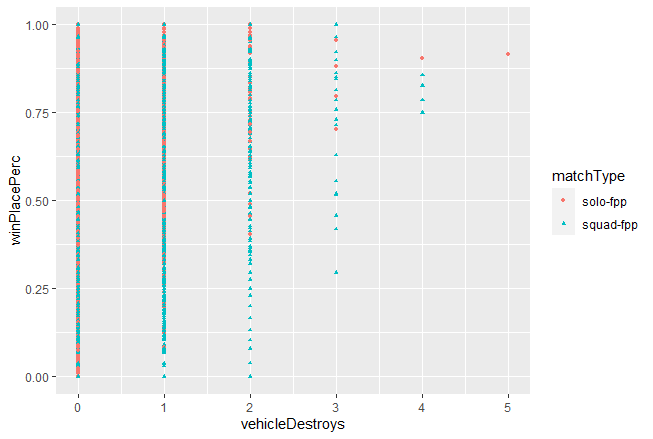 1.00
0.75
0.50
0.25
0.00
winPlacePerc
0 1 2 3 4 5
vehicleDestroys
matchType
solo-fpp
squad-fpp